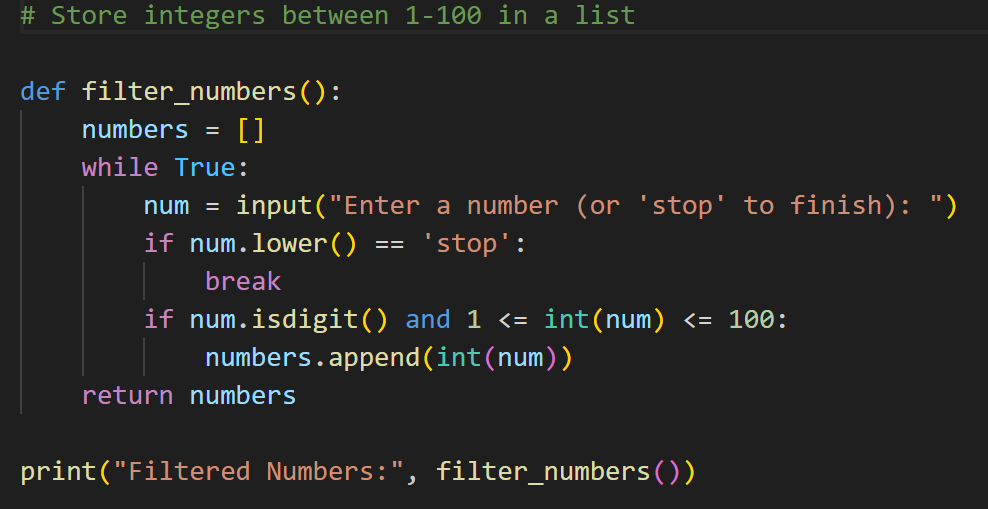 # Store integers between 1-100 in a list
def filter_numbers():
    numbers = []
    while True:
        num = input("Enter a number (or 'stop' to finish): ")
        if num.lower() == 'stop':
            break
        if num.isdigit() and 1 <= int(num) <= 100:
            numbers.append(int(num))
    return numbers
print("Filtered Numbers:", filter_numbers())